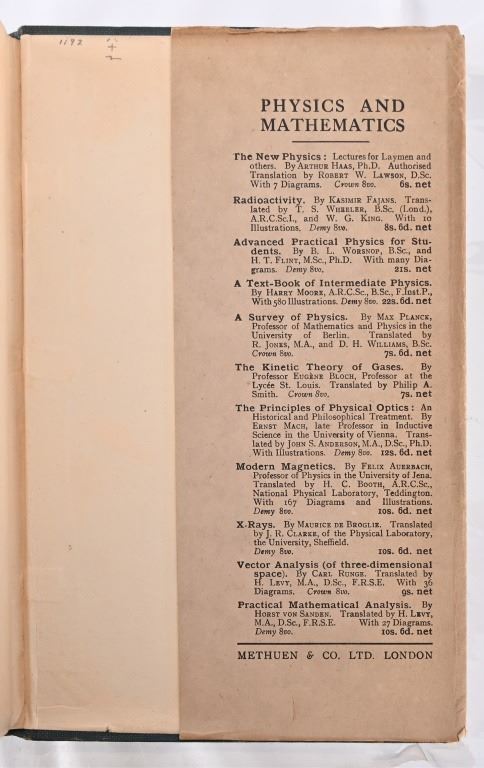 1192
PHYSICS AND
MATHEMATICS
The New Physics: Lectures for Laymen and
others. By ARTHUR HAAS, Ph.D. Authorised
Translation by ROBERT W. LAWSON, D.Sc.
With 7 Diagrams. Crown 8vo. 6s. net
Radioactivity. By KASIMIR FAJANS. Trans-
lated by T. S. WHEELER, B.Sc. (Lond.),
A.R.C.Sc.I., and W. G. KING. With 10
Illustrations. Demy 8vo. 8s. 6d. net
Advanced Practical Physics for Stu-
dents. By B. L. WORSNOP, B.Sc., and
H. T. FLINT, M.Sc., Ph.D. With many Dia-
grams. Demy 8vo. 21s. net
A Text-Book of Intermediate Physics.
By HARRY MOORE, A.R.C.Sc., B.Sc., F.Inst.P.,
With 580 Illustrations. Demy 8vo. 22s. 6d. net
A Survey of Physics. By MAX PLANCK,
Professor of Mathematics and Physics in the
University of Berlin. Translated by
R. JONES, M.A., and D. H. WILLIAMS, B.Sc.
Crown 8vo. 7s. 6d. net
The Kinetic Theory of Gases. By
Professor EUGÈNE BLOCH, Professor at the
Lycée St. Louis. Translated by Philip A.
Smith. Crown 8vo. 7s. net
The Principles of Physical Optics: An
Historical and Philosophical Treatment. By
ERNST MACH, late Professor in Inductive
Science in the University of Vienna. Trans-
lated by JOHN S. ANDERSON, M.A., D.Sc., Ph.D.
With Illustrations. Demy 8vo. 12s. 6d. net
Modern Magnetics. By FELIX AUERBACH,
Professor of Physics in the University of Jena.
Translated by H. C. BOOTH, A.R.C.Sc.,
National Physical Laboratory, Teddington.
With 167 Diagrams and Illustrations.
Demy 8vo. 10s. 6d. net
X-Rays. By MAURICE DE BROGLIE. Translated
by J. R. CLARKE, of the Physical Laboratory,
the University, Sheffield.
Demy 8vo. 10s. 6d. net
Vector Analysis (of three-dimensional
space). By CARL RUNGE. Translated by
H. LEVY, M.A., D.Sc., F.R.S.E. With 36
Diagrams. Crown 8vo. 9s. net
Practical Mathematical Analysis. By
HORST VON SANDEN. Translated by H. LEVY,
M.A., D.Sc., F.R.S.E. With 27 Diagrams.
Demy 8vo. 10s. 6d. net
METHUEN & CO. LTD. LONDON